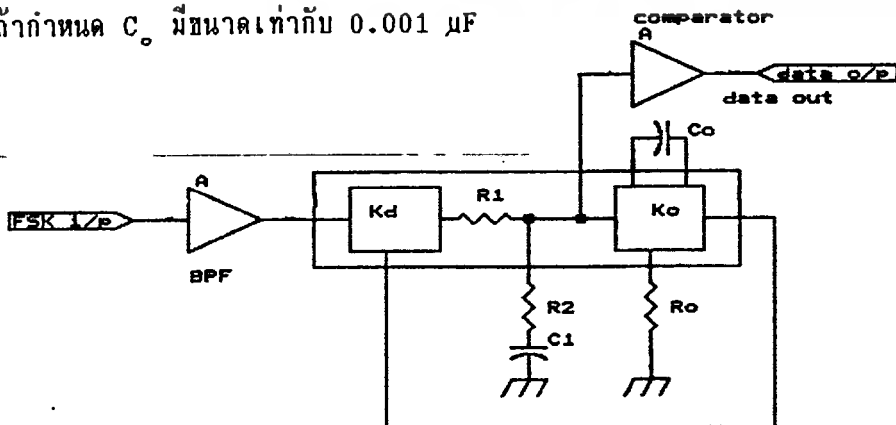 ถ้ากำหนด C₀ มีขนาดเท่ากับ 0.001 µF
comparator
A
data o/p
data out
Co
A
FSK i/p
BPF
Kd
R1
Ko
R2
C1
Ro